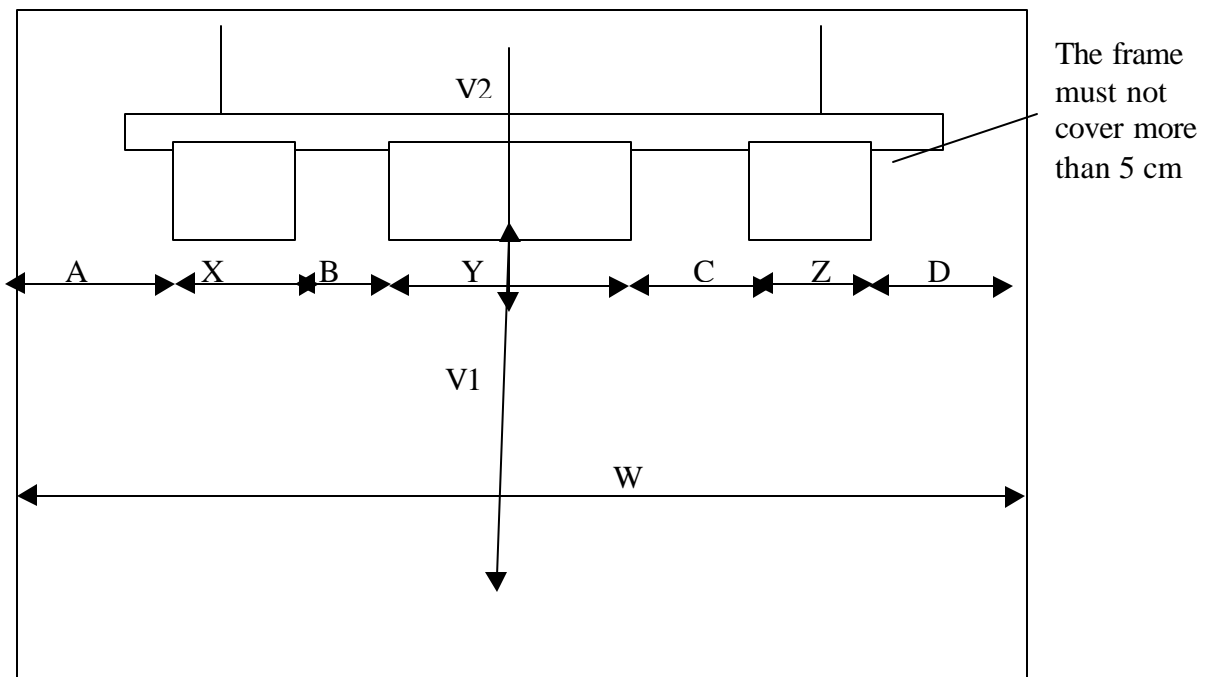 The frame
must not
cover more
than 5 cm
V2
A X B Y C Z D
V1
W